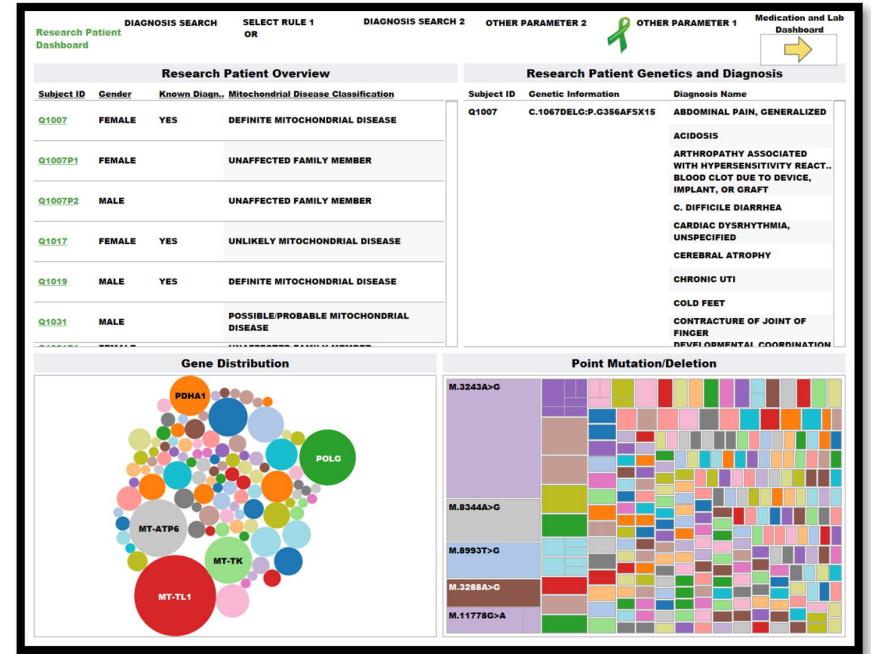 Research Patient
Dashboard
DIAGNOSIS SEARCH
SELECT RULE 1
OR
DIAGNOSIS SEARCH 2
OTHER PARAMETER 2
OTHER PARAMETER 1
Medication and Lab
Dashboard
Research Patient Overview
Subject ID Gender Known Diagn.. Mitochondrial Disease Classification
Q1007 FEMALE YES DEFINITE MITOCHONDRIAL DISEASE
Q1007P1 FEMALE UNAFFECTED FAMILY MEMBER
Q1007P2 MALE UNAFFECTED FAMILY MEMBER
Q1017 FEMALE YES UNLIKELY MITOCHONDRIAL DISEASE
Q1019 MALE YES DEFINITE MITOCHONDRIAL DISEASE
Q1031 MALE POSSIBLE/PROBABLE MITOCHONDRIAL
DISEASE
Research Patient Genetics and Diagnosis
Subject ID Genetic Information Diagnosis Name
Q1007 C.1067DELG:P.G356AFSX15 ABDOMINAL PAIN, GENERALIZED
ACIDOSIS
ARTHROPATHY ASSOCIATED
WITH HYPERSENSITIVITY REACT..
BLOOD CLOT DUE TO DEVICE,
IMPLANT, OR GRAFT
C. DIFFICILE DIARRHEA
CARDIAC DYSRHYTHMIA,
UNSPECIFIED
CEREBRAL ATROPHY
CHRONIC UTI
COLD FEET
CONTRACTURE OF JOINT OF
FINGER
DEVELOPMENTAL COORDINATION
Gene Distribution
PDHA1
POLG
MT-ATP6
MT-TK
MT-TL1
Point Mutation/Deletion
M.3243A>G
M.8344A>G
M.8993T>G
M.3288A>G
M.11778G>A